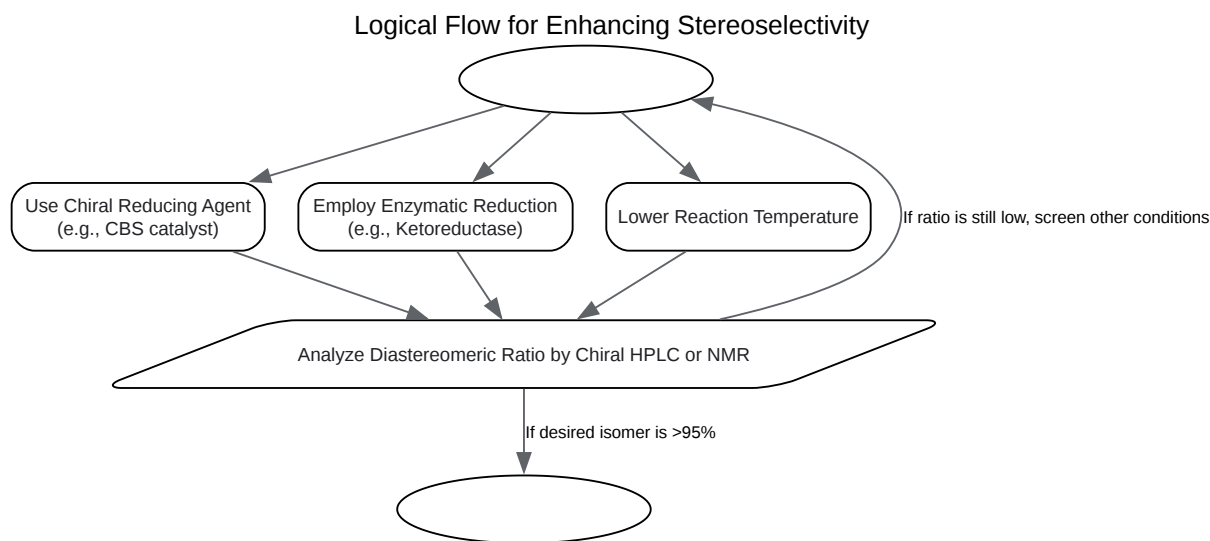 Logical Flow for Enhancing Stereoselectivity
Use Chiral Reducing Agent
(e.g., CBS catalyst)
Employ Enzymatic Reduction
(e.g., Ketoreductase)
Lower Reaction Temperature
If ratio is still low, screen other conditions
Analyze Diastereomeric Ratio by Chiral HPLC or NMR
If desired isomer is >95%